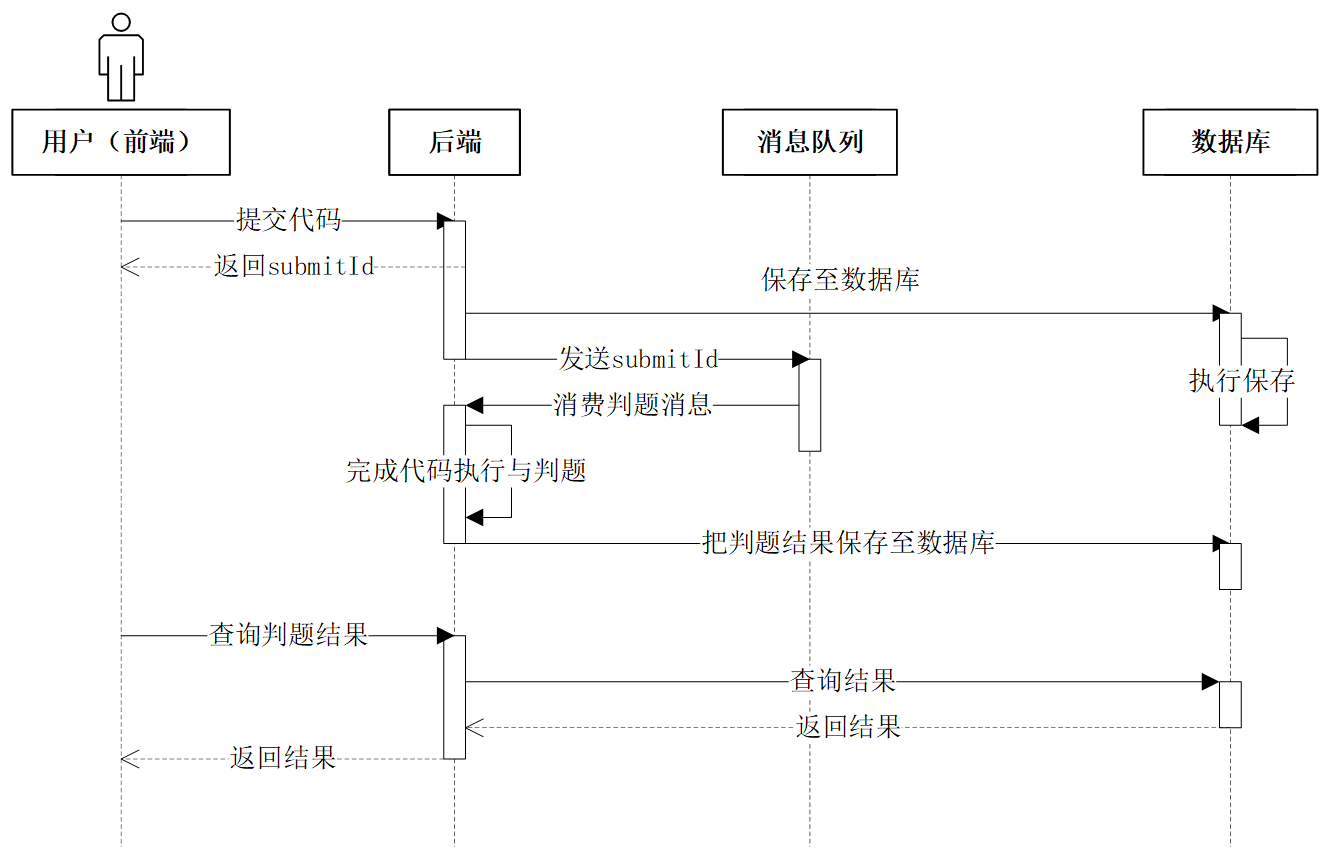 用户（前端）
后端
消息队列
数据库
提交代码
返回submitId
保存至数据库
发送submitId
执行保存
消费判题消息
完成代码执行与判题
把判题结果保存至数据库
查询判题结果
查询结果
返回结果
返回结果